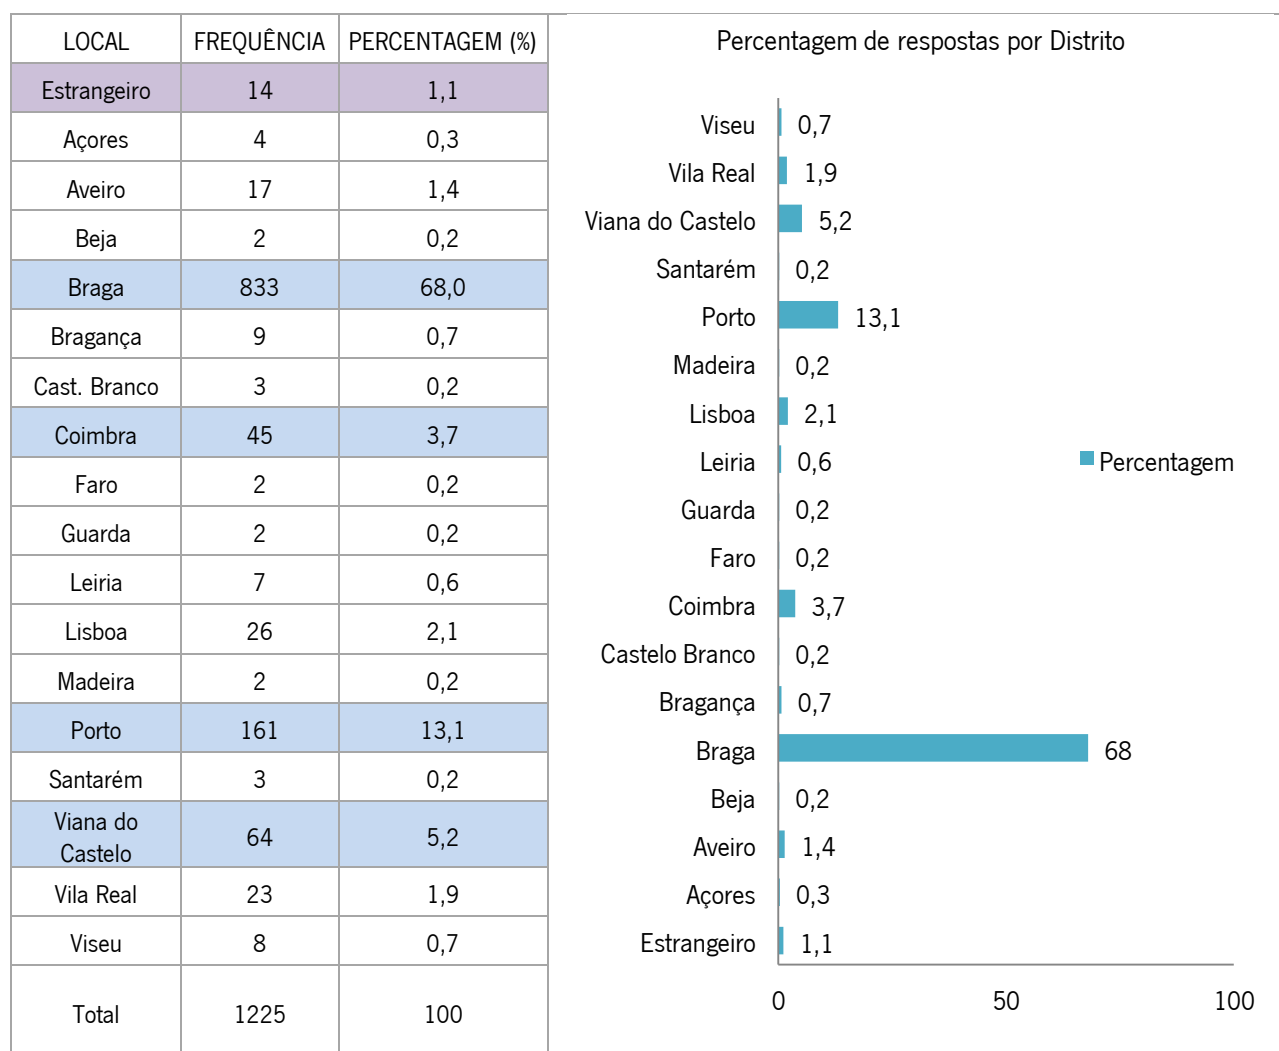 LOCAL FREQUÊNCIA PERCENTAGEM (%)
Estrangeiro 14 1,1
Açores 4 0,3
Aveiro 17 1,4
Beja 2 0,2
Braga 833 68,0
Bragança 9 0,7
Cast. Branco 3 0,2
Coimbra 45 3,7
Faro 2 0,2
Guarda 2 0,2
Leiria 7 0,6
Lisboa 26 2,1
Madeira 2 0,2
Porto 161 13,1
Santarém 3 0,2
Viana do
Castelo 64 5,2
Vila Real 23 1,9
Viseu 8 0,7
Total 1225 100
Percentagem de respostas por Distrito
Viseu 0,7
Vila Real 1,9
Viana do Castelo 5,2
Santarém 0,2
Porto 13,1
Madeira 0,2
Lisboa 2,1
Leiria 0,6
Guarda 0,2
Faro 0,2
Coimbra 3,7
Castelo Branco 0,2
Bragança 0,7
Braga 68
Beja 0,2
Aveiro 1,4
Açores 0,3
Estrangeiro 1,1
0 50 100
Percentagem